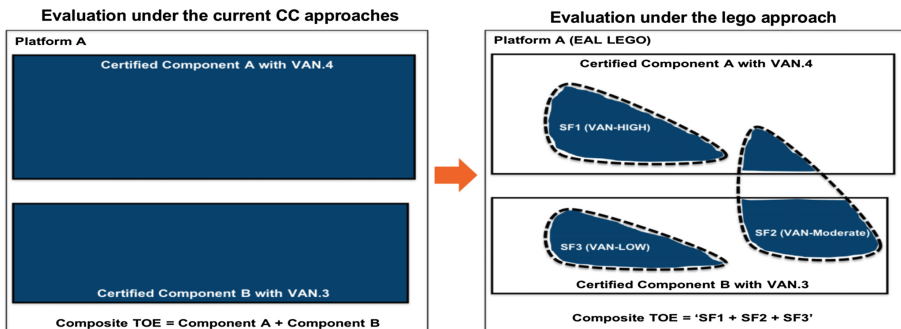 Evaluation under the current CC approaches
Platform A
Certified Component A with VAN.4
Certified Component B with VAN.3
Composite TOE = Component A + Component B
Evaluation under the lego approach
Platform A (EAL LEGO)
Certified Component A with VAN.4
SF1 (VAN-HIGH)
SF2 (VAN-Moderate)
SF3 (VAN-LOW)
Certified Component B with VAN.3
Composite TOE = ‘SF1 + SF2 + SF3’